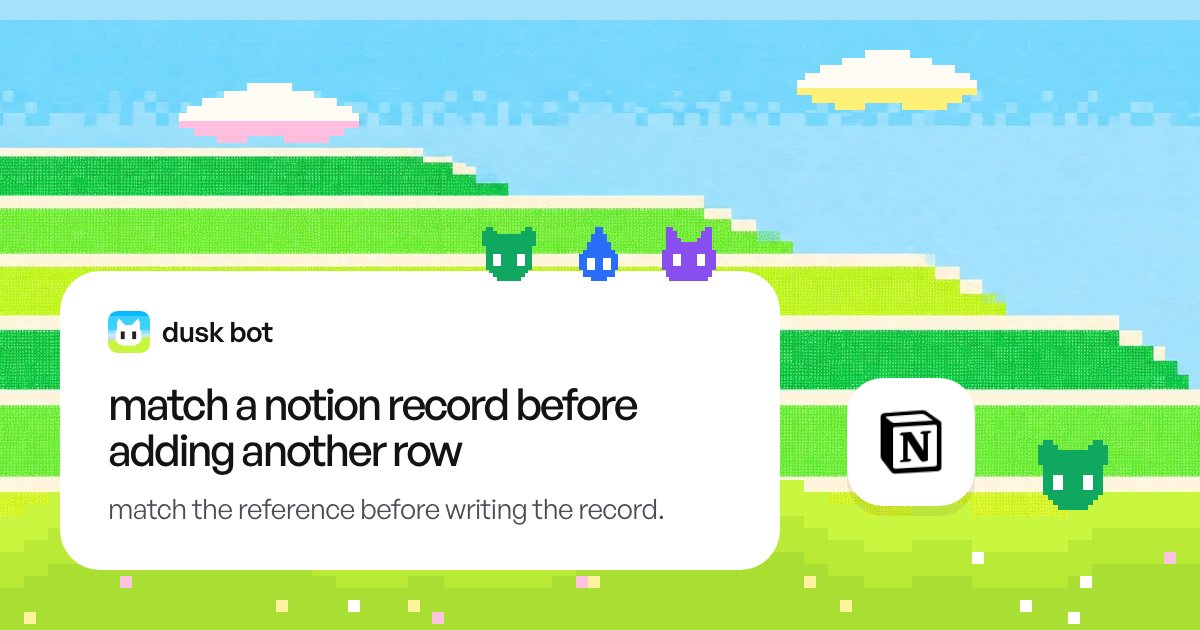 dusk bot
match a notion record before
adding another row
match the reference before writing the record.
N